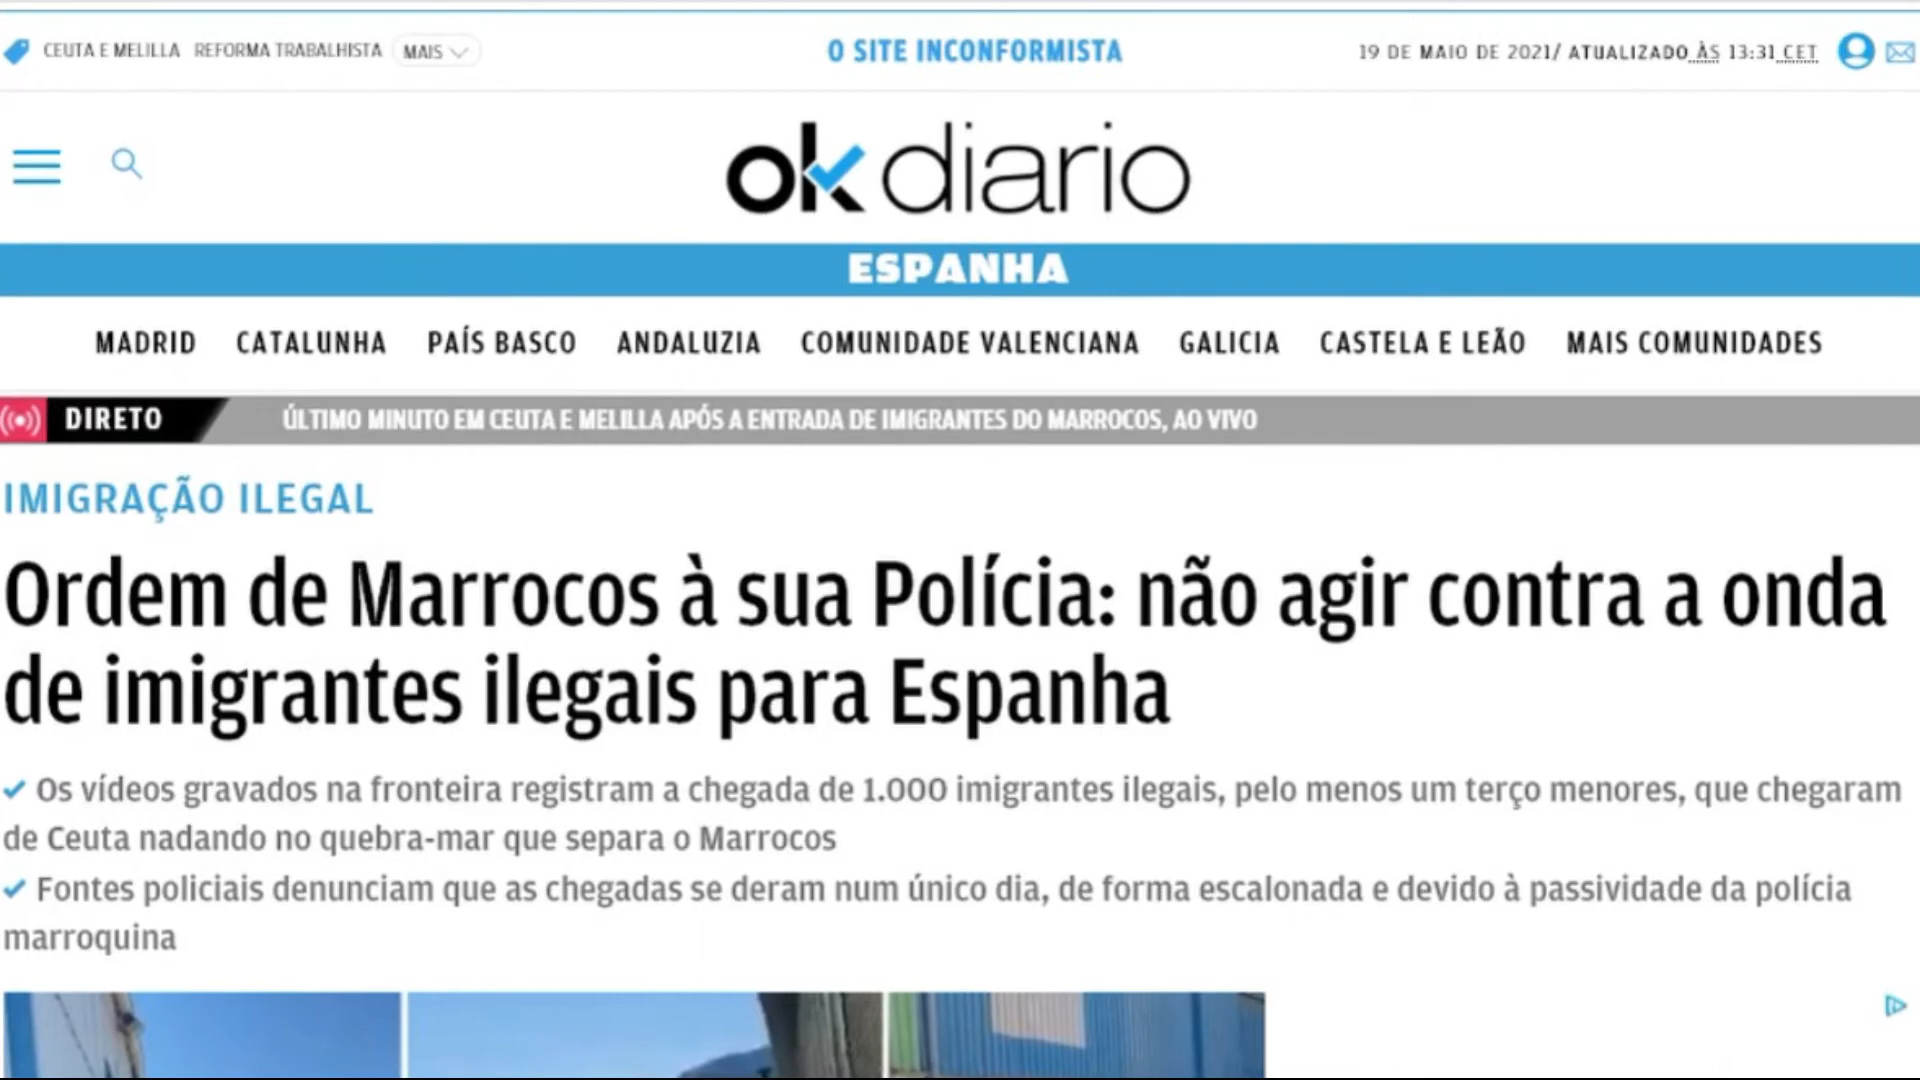 CEUTA E MELILLA REFORMA TRABALHISTA MAIS
O SITE INCONFORMISTA
19 DE MAIO DE 2021/ ATUALIZADO ÀS 13:31 CET
ok diario
ESPANHA
MADRID CATALUNHA PAÍS BASCO ANDALUZIA COMUNIDADE VALENCIANA GALICIA CASTELA E LEÃO MAIS COMUNIDADES
DIRETO ÚLTIMO MINUTO EM CEUTA E MELILLA APÓS A ENTRADA DE IMIGRANTES DO MARROCOS, AO VIVO
IMIGRAÇÃO ILEGAL
Ordem de Marrocos à sua Polícia: não agir contra a onda
de imigrantes ilegais para Espanha
Os vídeos gravados na fronteira registram a chegada de 1.000 imigrantes ilegais, pelo menos um terço menores, que chegaram
de Ceuta nadando no quebra-mar que separa o Marrocos
Fontes policiais denunciam que as chegadas se deram num único dia, de forma escalonada e devido à passividade da polícia
marroquina